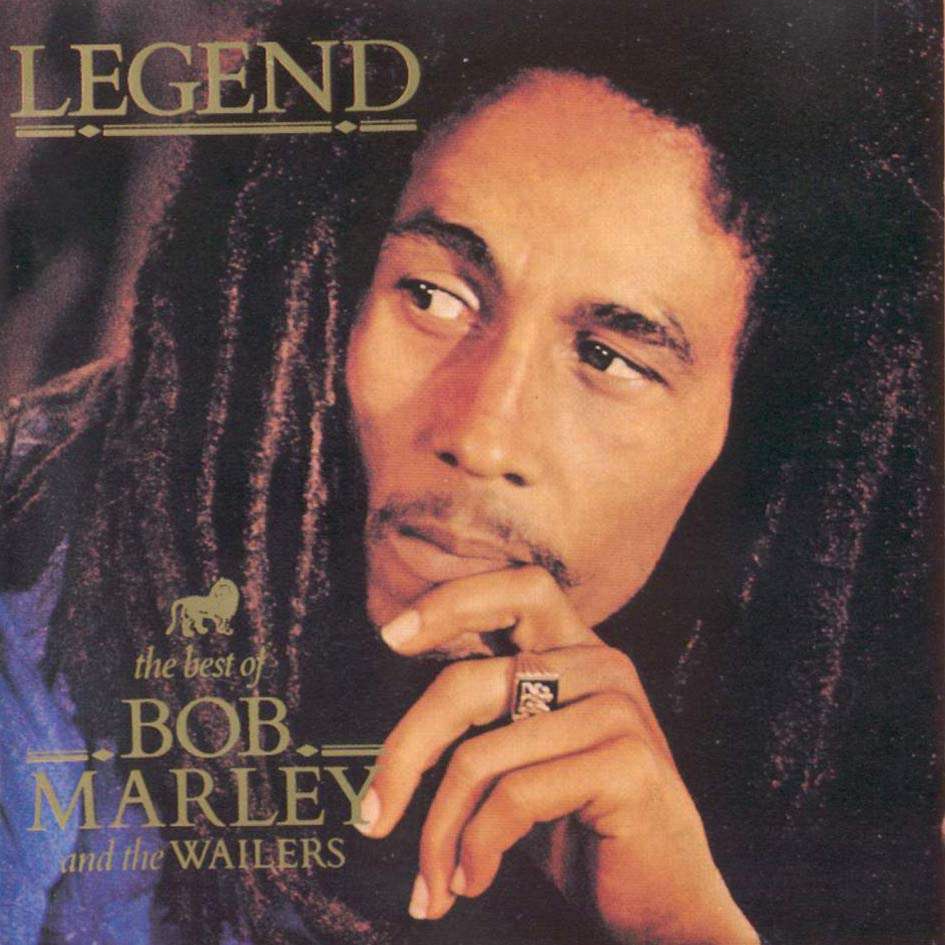 LEGEND
the best of
BOB
MARLEY
and the WAILERS